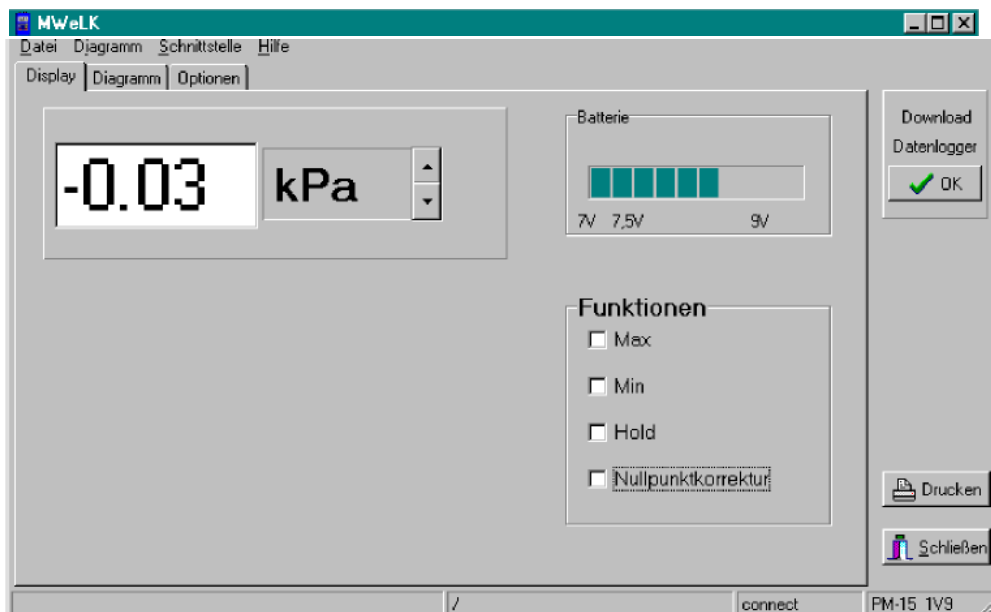 MWeLK
Datei Diagramm Schnittstelle Hilfe
Display Diagramm Optionen
-0.03 kPa
Batterie
7V 7,5V 9V
Funktionen
Max
Min
Hold
Nullpunktkorrektur
Download
Datenlogger
OK
Drucken
Schließen
/ connect PM-15 1V9